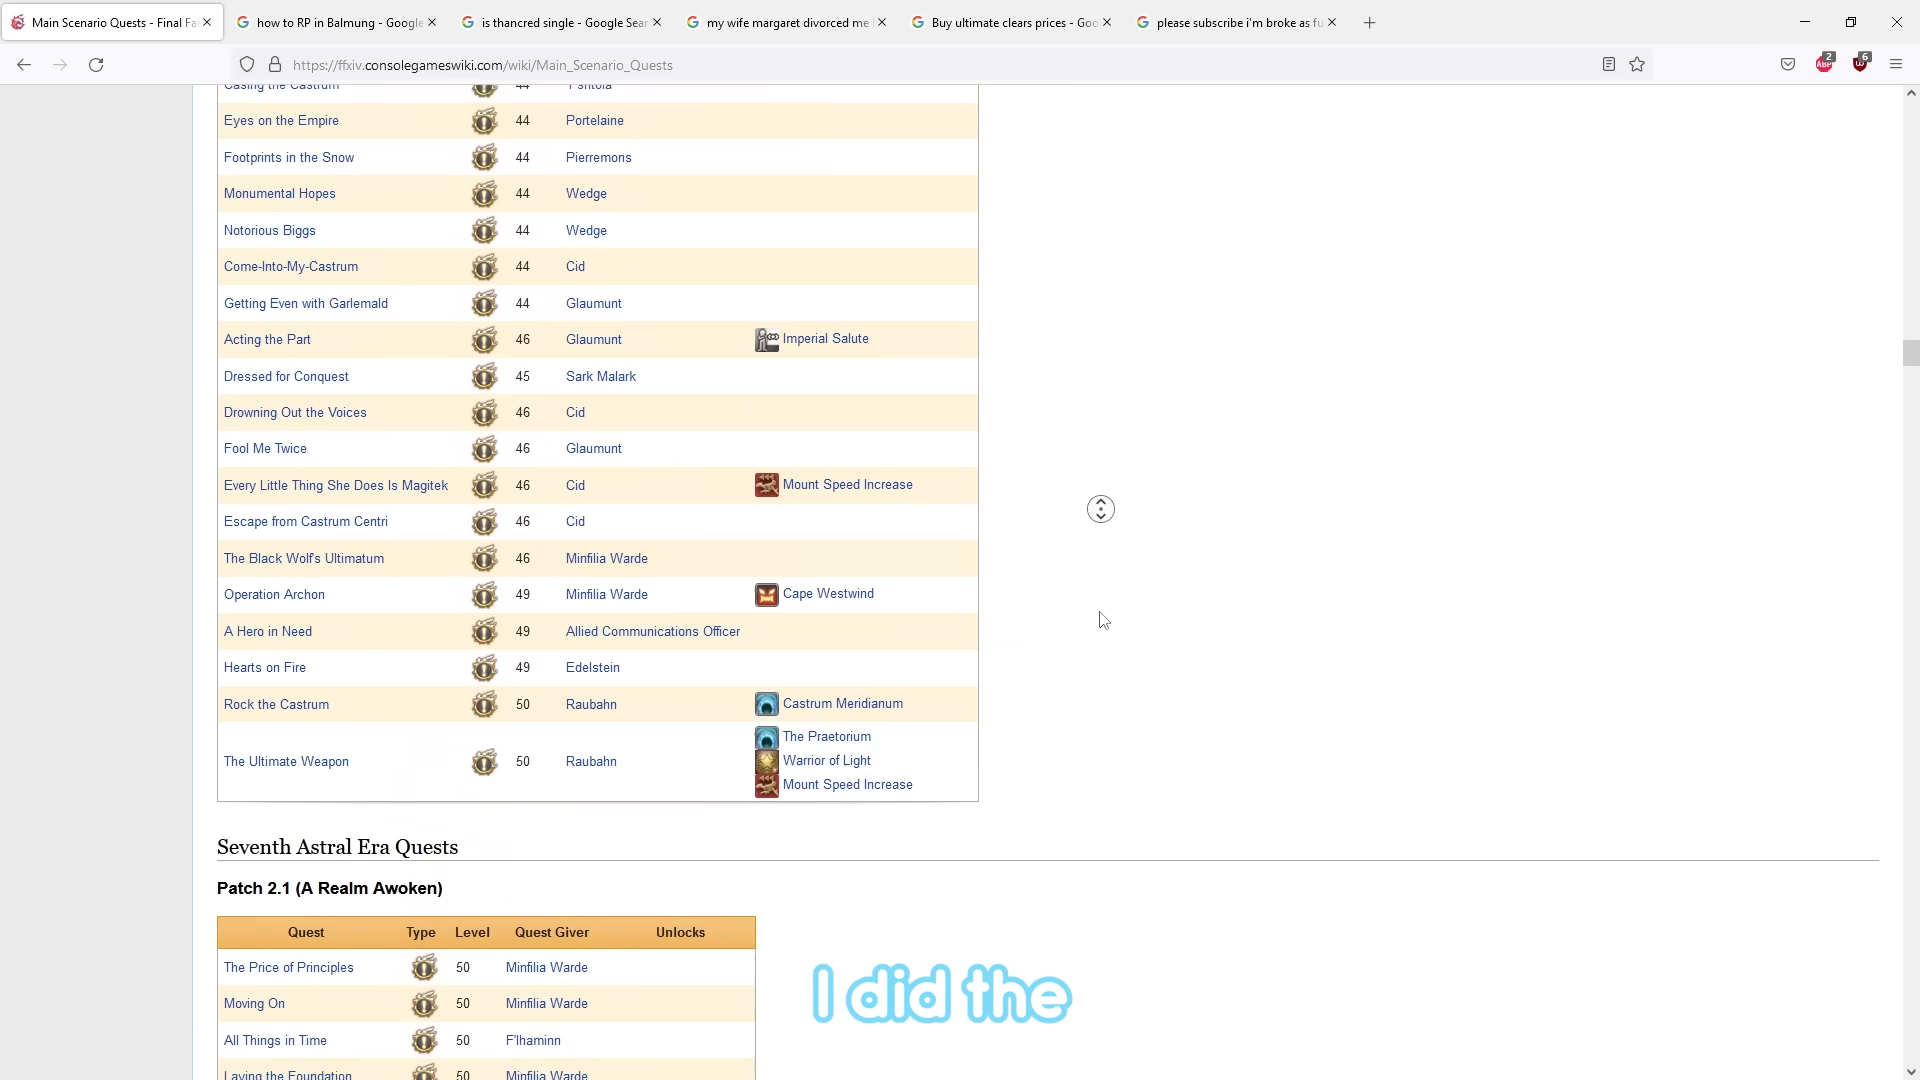 Main Scenario Quests - Final Fa
how to RP in Balmung - Google
is thancred single - Google Sear
my wife margaret divorced me
Buy ultimate clears prices - Goo
please subscribe i'm broke as fu
https://ffxiv.consolegameswiki.com/wiki/Main_Scenario_Quests
ABP 2
6
Casing the Castrum 44 Y'shtola
Eyes on the Empire 44 Portelaine
Footprints in the Snow 44 Pierremons
Monumental Hopes 44 Wedge
Notorious Biggs 44 Wedge
Come-Into-My-Castrum 44 Cid
Getting Even with Garlemald 44 Glaumunt
Acting the Part 46 Glaumunt Imperial Salute
Dressed for Conquest 45 Sark Malark
Drowning Out the Voices 46 Cid
Fool Me Twice 46 Glaumunt
Every Little Thing She Does Is Magitek 46 Cid Mount Speed Increase
Escape from Castrum Centri 46 Cid
The Black Wolf's Ultimatum 46 Minfilia Warde
Operation Archon 49 Minfilia Warde Cape Westwind
A Hero in Need 49 Allied Communications Officer
Hearts on Fire 49 Edelstein
Rock the Castrum 50 Raubahn Castrum Meridianum
The Ultimate Weapon 50 Raubahn The Praetorium
Warrior of Light
Mount Speed Increase
Seventh Astral Era Quests
Patch 2.1 (A Realm Awoken)
Quest Type Level Quest Giver Unlocks
The Price of Principles 50 Minfilia Warde
Moving On 50 Minfilia Warde
All Things in Time 50 F'lhaminn
Laying the Foundation 50 Minfilia Warde
I did the